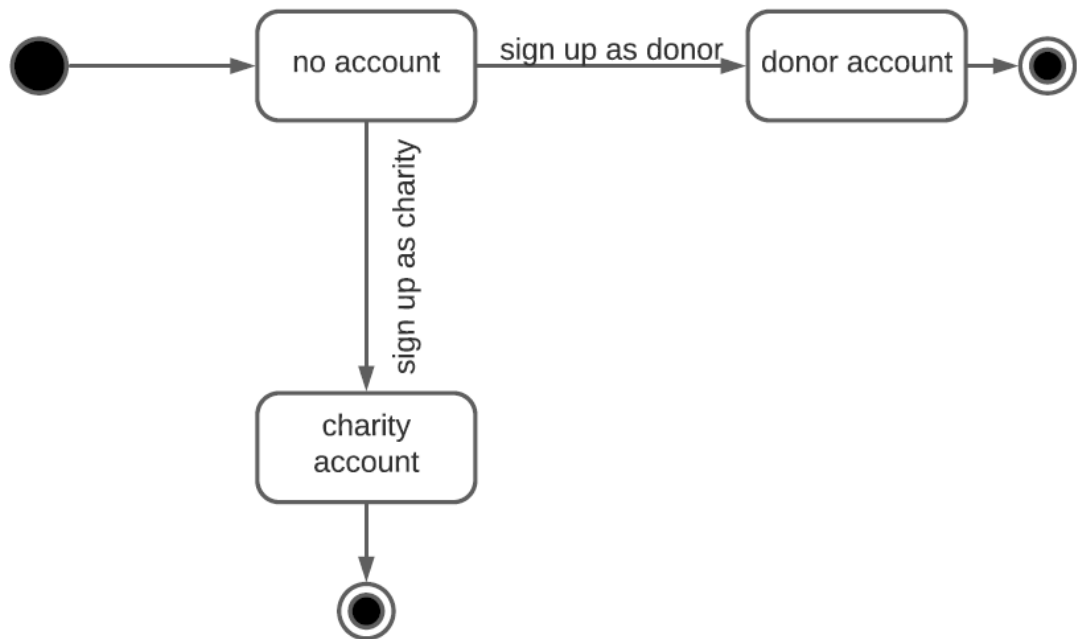 no account
sign up as donor
donor account
sign up as charity
charity
account